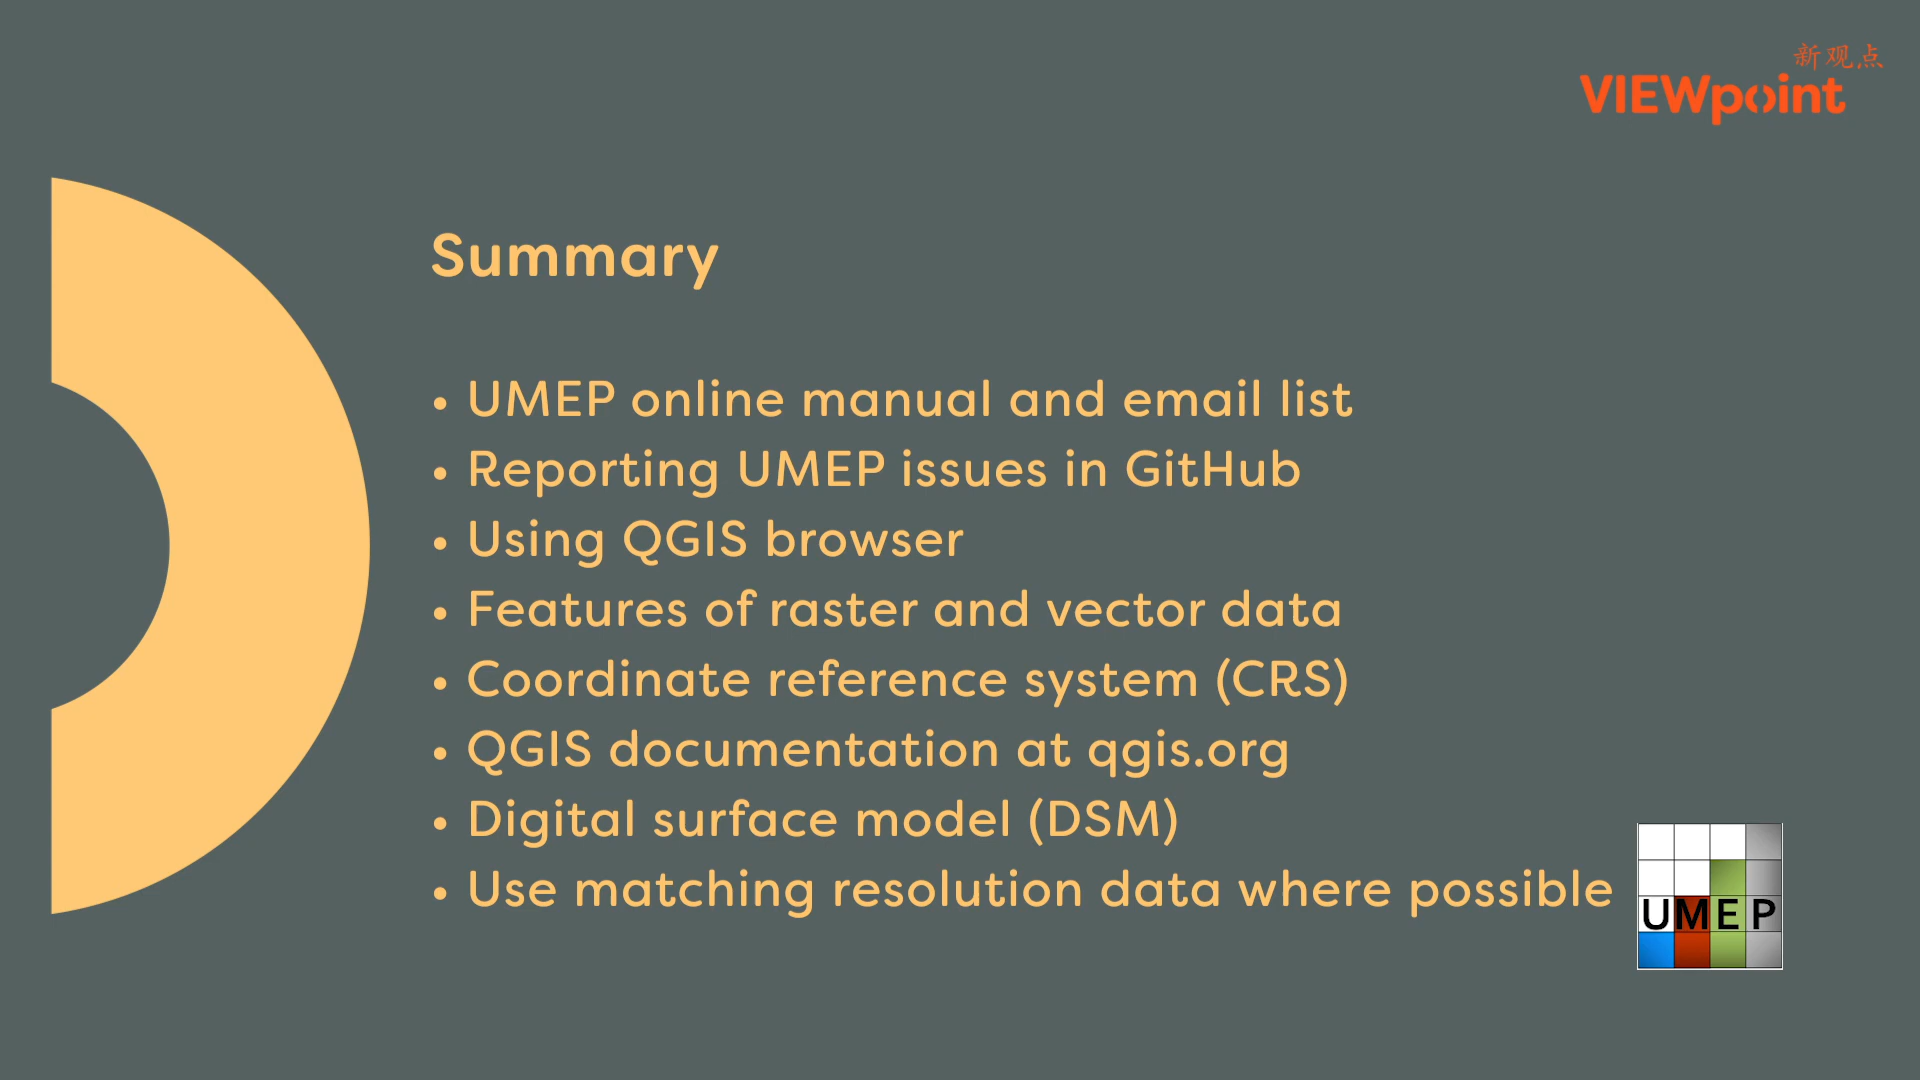 新观点
VIEWpoint
Summary
• UMEP online manual and email list
• Reporting UMEP issues in GitHub
• Using QGIS browser
• Features of raster and vector data
• Coordinate reference system (CRS)
• QGIS documentation at qgis.org
• Digital surface model (DSM)
• Use matching resolution data where possible
UMEP